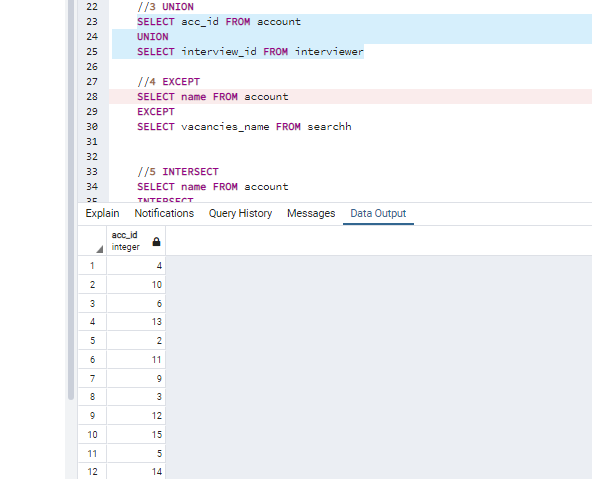 22 //3 UNION
23 SELECT acc_id FROM account
24 UNION
25 SELECT interview_id FROM interviewer
26
27 //4 EXCEPT
28 SELECT name FROM account
29 EXCEPT
30 SELECT vacancies_name FROM searchh
31
32
33 //5 INTERSECT
34 SELECT name FROM account
35 INTERSECT
Explain Notifications Query History Messages Data Output
acc_id
integer
1 4
2 10
3 6
4 13
5 2
6 11
7 9
8 3
9 12
10 15
11 5
12 14